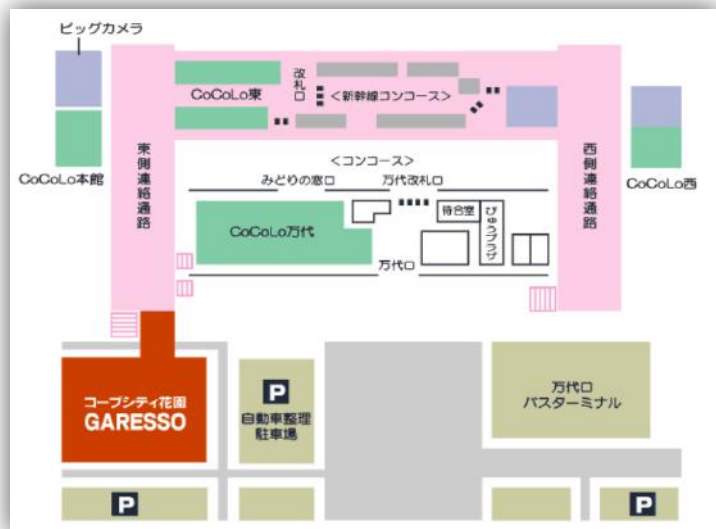 ビッグカメラ
CoCoLo東
改札口
＜新幹線コンコース＞
東側連絡通路
西側連絡通路
CoCoLo本館
CoCoLo西
＜コンコース＞
みどりの窓口
万代改札口
CoCoLo万代
待合室
びゅうプラザ
万代口
コープシティ花園
GARESSO
P
自動車整理
駐車場
万代口
バスターミナル
P
P